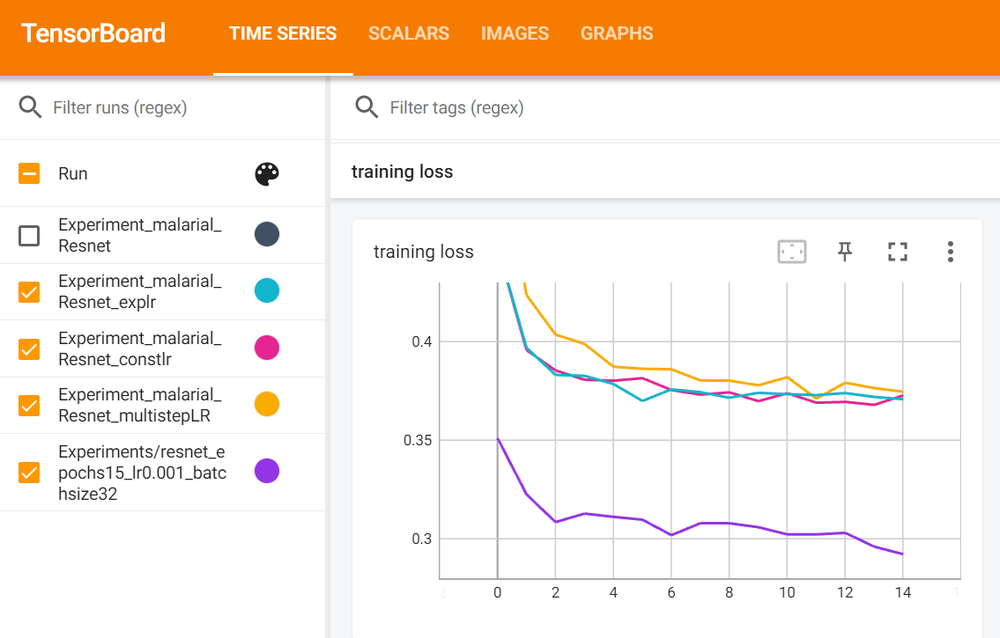 TensorBoard TIME SERIES SCALARS IMAGES GRAPHS
Filter runs (regex)
Filter tags (regex)
Run
Experiment_malarial_
Resnet
Experiment_malarial_
Resnet_explr
Experiment_malarial_
Resnet_constlr
Experiment_malarial_
Resnet_multistepLR
Experiments/resnet_e
pochs15_lr0.001_batc
hsize32
training loss
training loss
0.4
0.35
0.3
0 2 4 6 8 10 12 14